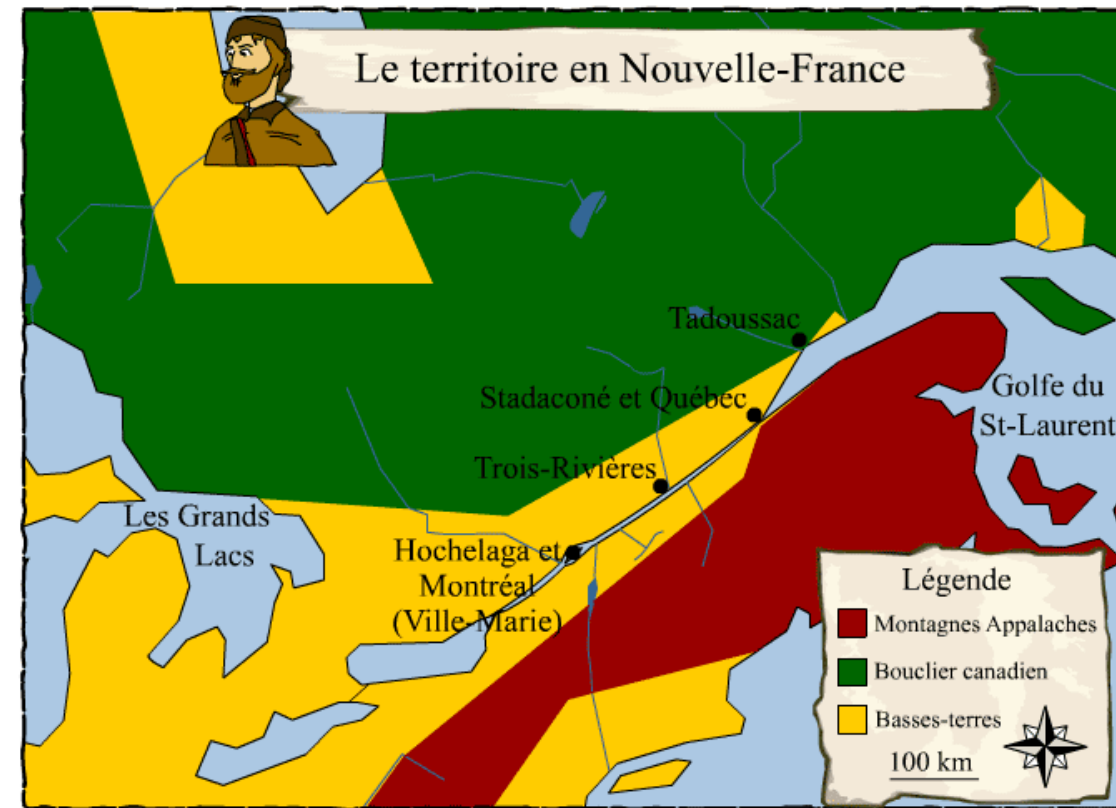 Le territoire en Nouvelle-France
Tadoussac
Stadaconé et Québec
Golfe du
St-Laurent
Trois-Rivières
Les Grands
Lacs
Hochelaga et
Montréal
(Ville-Marie)
Légende
Montagnes Appalaches
Bouclier canadien
Basses-terres
100 km